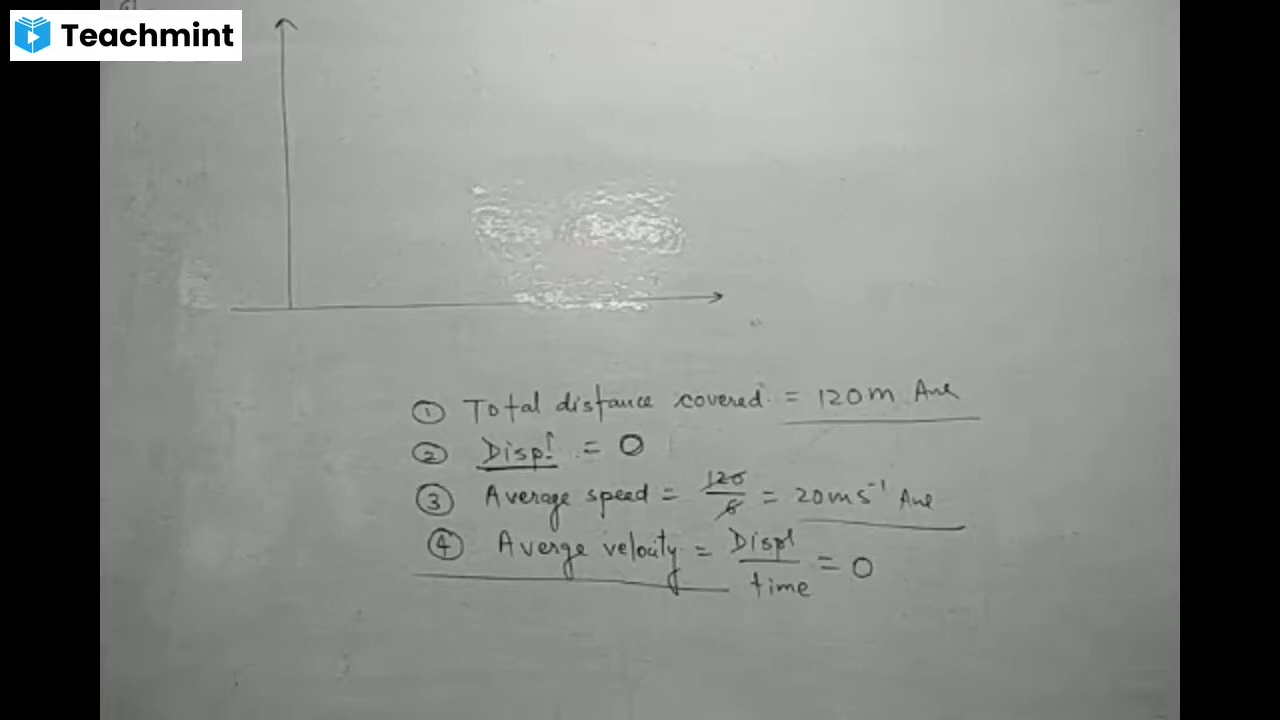 Teachmint
① Total distance covered = 120m Ans
② Displ = 0
③ Average speed = 120/6 = 20ms⁻¹ Ans
④ Averge velocity = Displ/time = 0